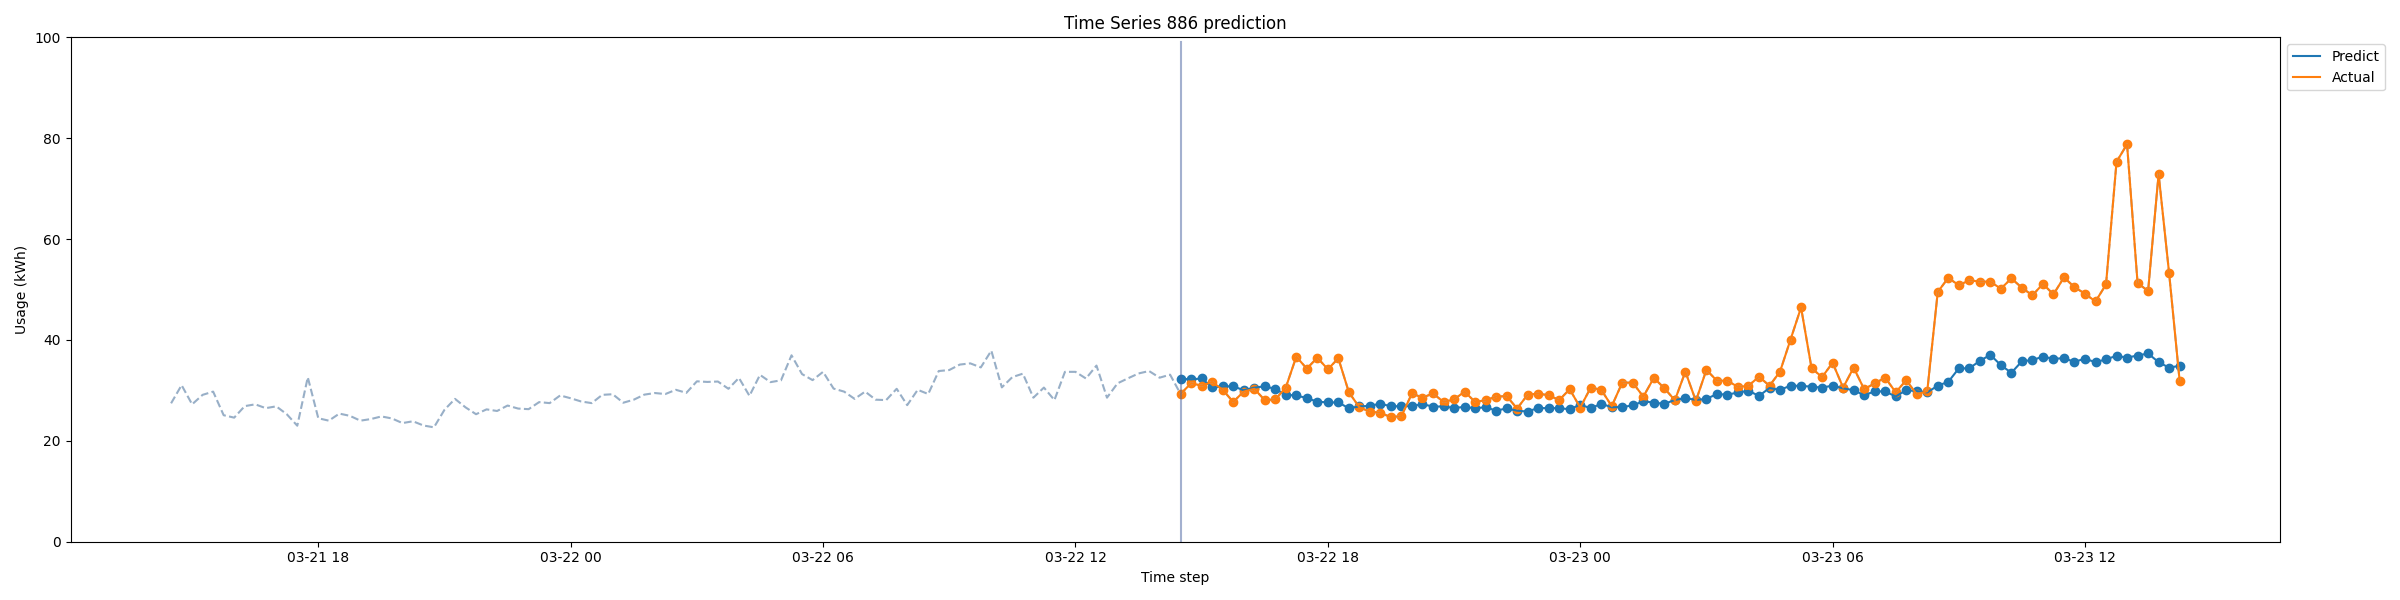 Time Series 886 prediction
100
80
60
40
20
0
Usage (kWh)
03-21 18
03-22 00
03-22 06
03-22 12
03-22 18
03-23 00
03-23 06
03-23 12
Time step
Predict
Actual